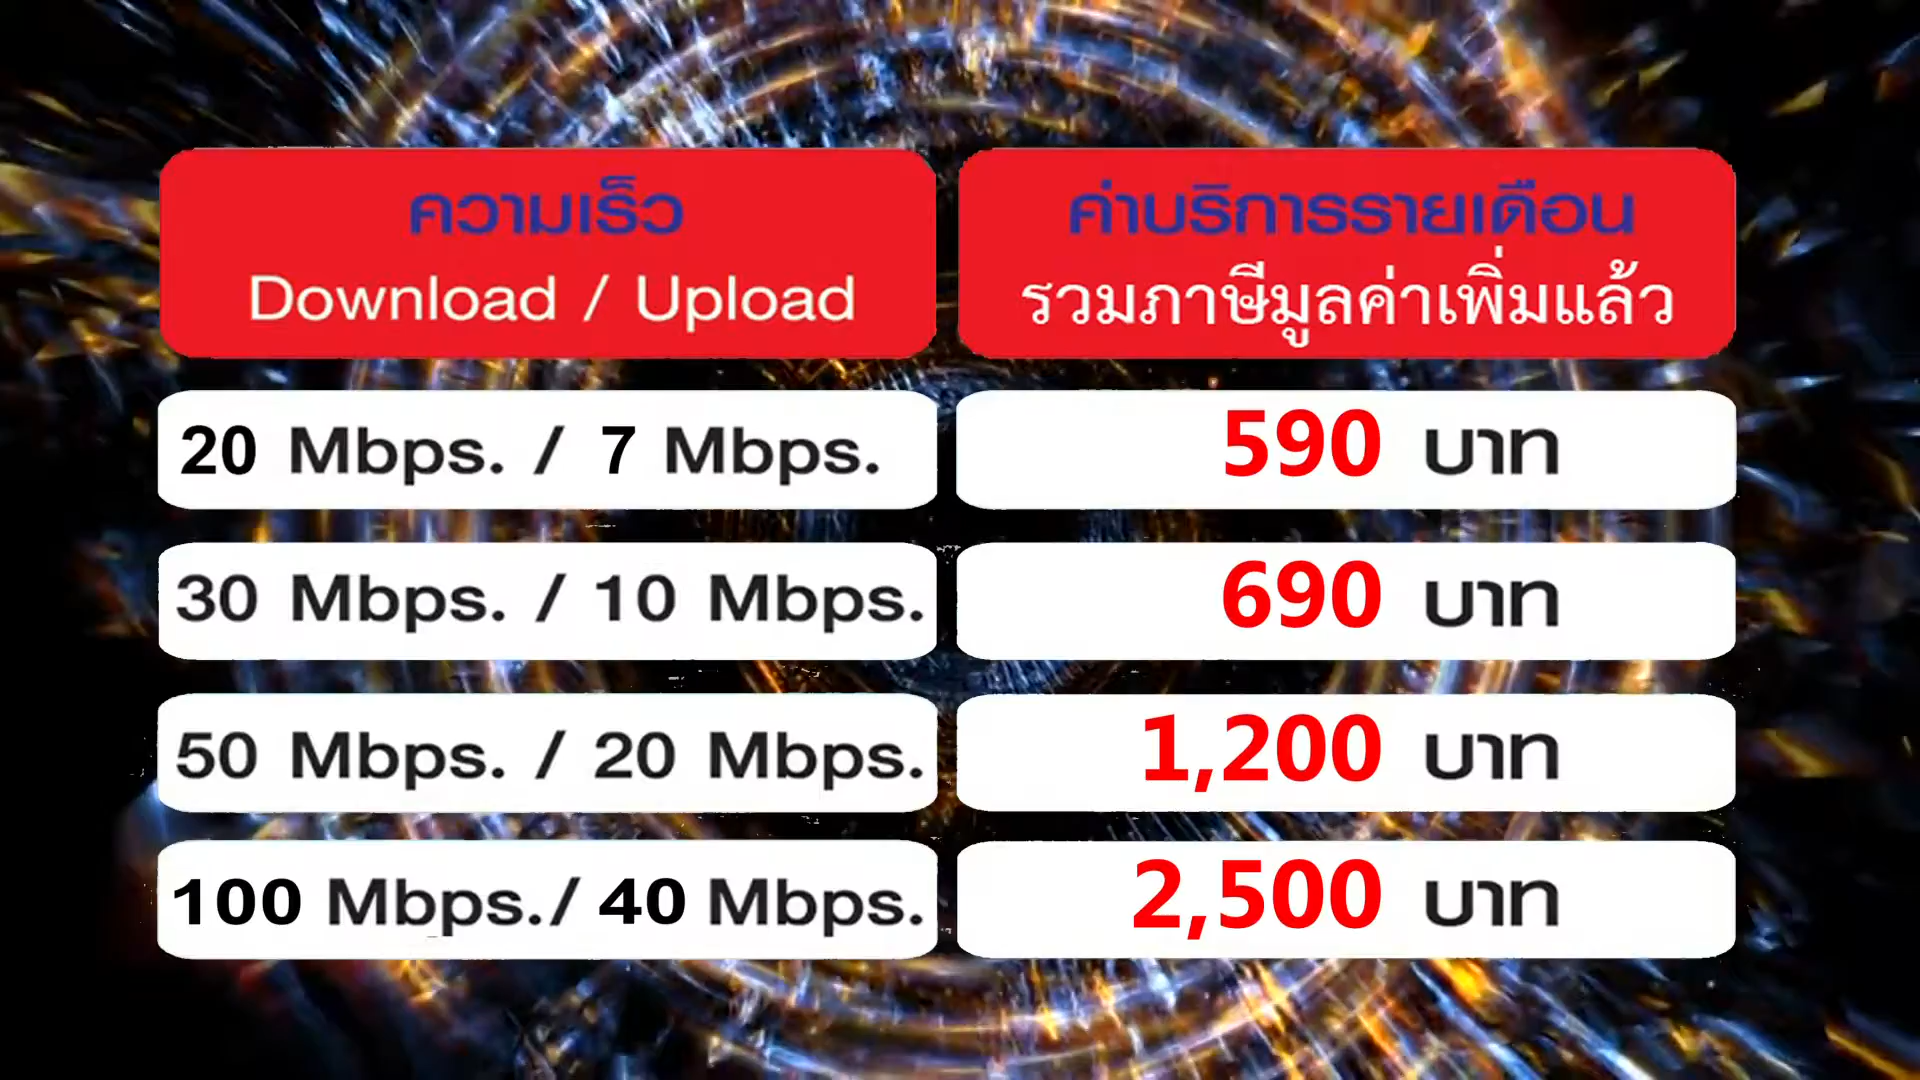 ความเร็ว
Download / Upload
ค่าบริการรายเดือน
รวมภาษีมูลค่าเพิ่มแล้ว
20 Mbps. / 7 Mbps.
590 บาท
30 Mbps. / 10 Mbps.
690 บาท
50 Mbps. / 20 Mbps.
1,200 บาท
100 Mbps./ 40 Mbps.
2,500 บาท